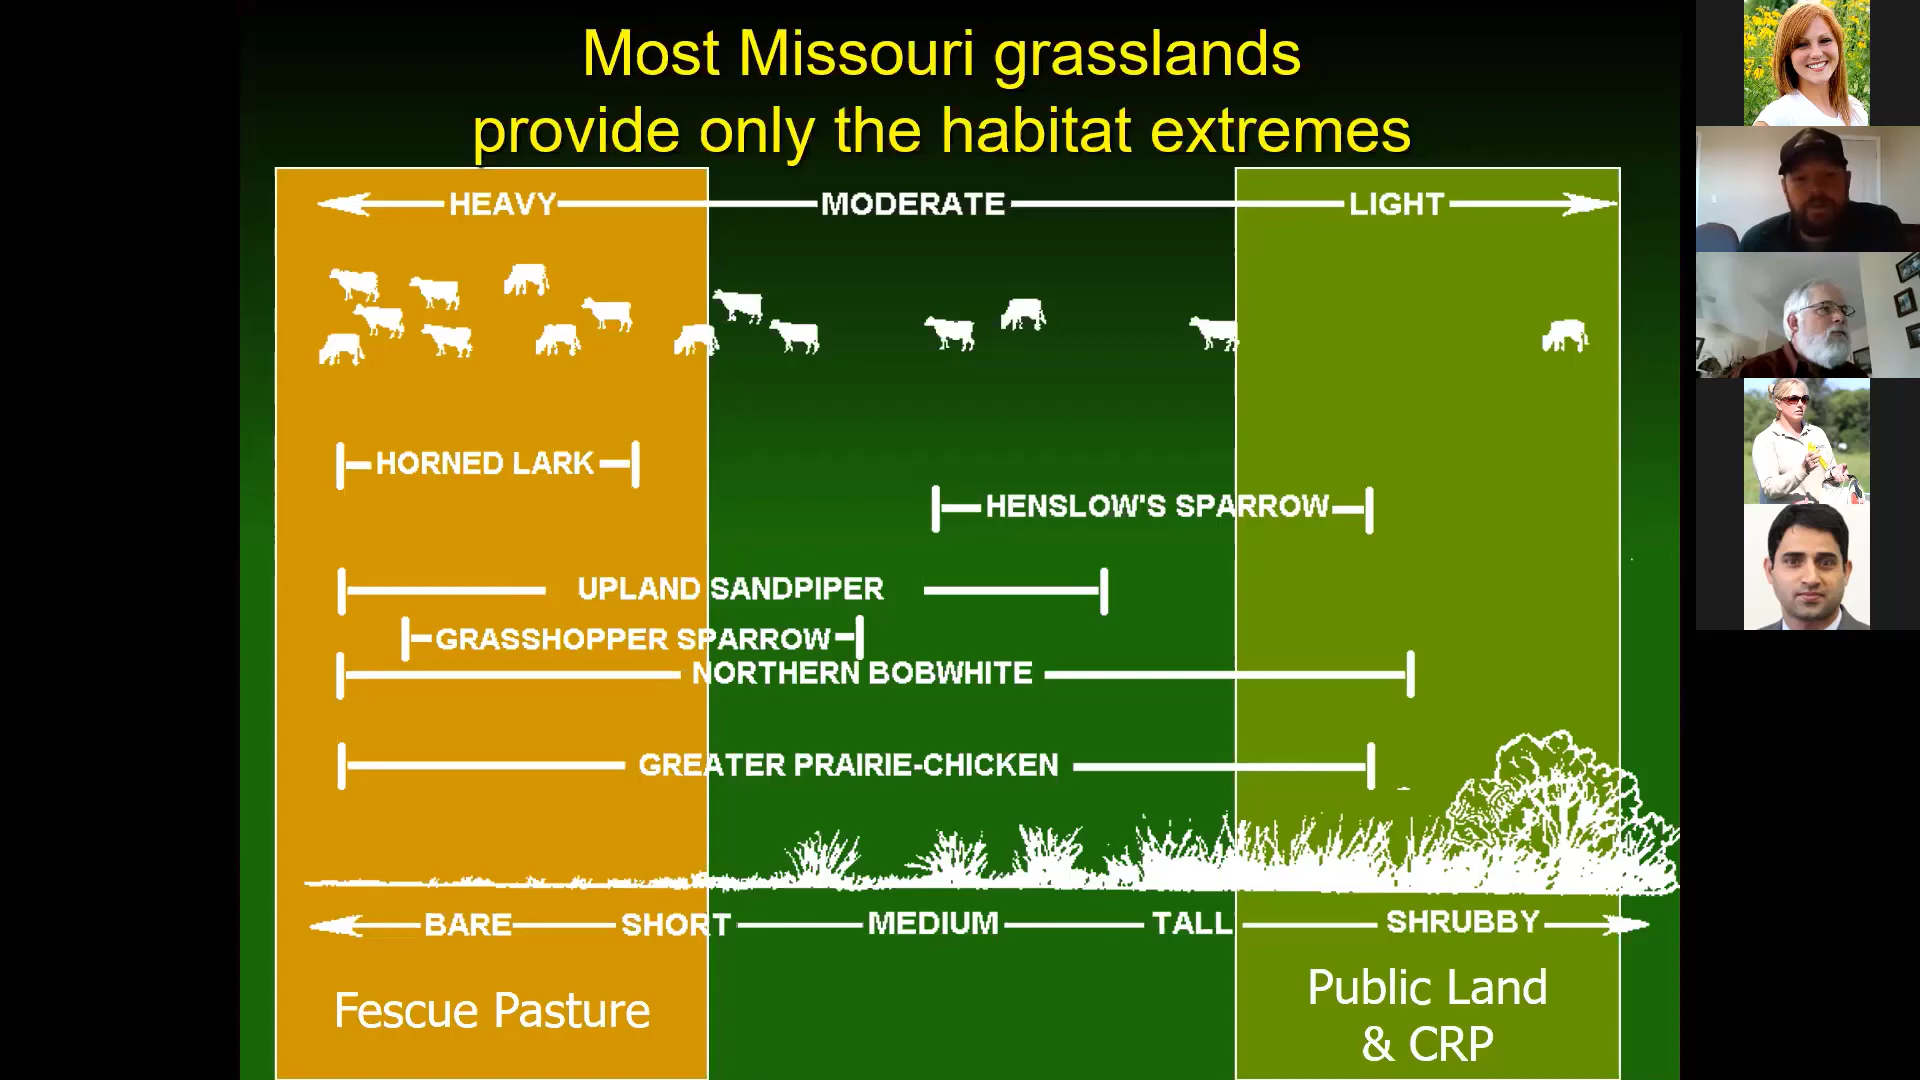 Most Missouri grasslands
provide only the habitat extremes
HEAVY MODERATE LIGHT
HORNED LARK
HENSLOW'S SPARROW
UPLAND SANDPIPER
GRASSHOPPER SPARROW
NORTHERN BOBWHITE
GREATER PRAIRIE-CHICKEN
BARE SHORT MEDIUM TALL SHRUBBY
Fescue Pasture
Public Land
& CRP